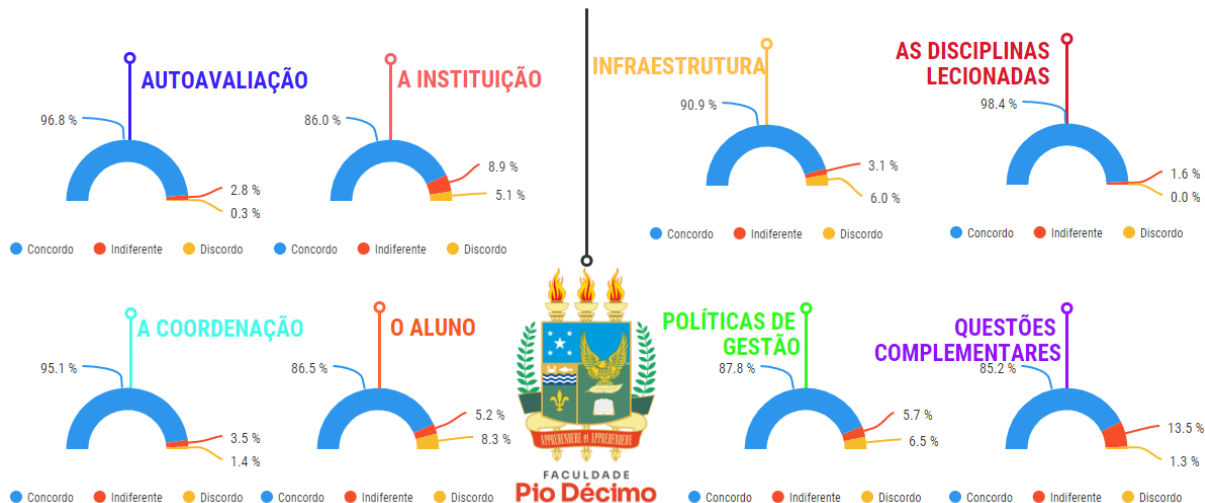 AUTOAVALIAÇÃO
96.8 %
2.8 %
0.3 %
Concordo Indiferente Discordo
A INSTITUIÇÃO
86.0 %
8.9 %
5.1 %
Concordo Indiferente Discordo
INFRAESTRUTURA
90.9 %
3.1 %
6.0 %
Concordo Indiferente Discordo
AS DISCIPLINAS
LECIONADAS
98.4 %
1.6 %
0.0 %
Concordo Indiferente Discordo
A COORDENAÇÃO
95.1 %
3.5 %
1.4 %
Concordo Indiferente Discordo
O ALUNO
86.5 %
5.2 %
8.3 %
Concordo Indiferente Discordo
FACULDADE
Pio Décimo
POLÍTICAS DE
GESTÃO
87.8 %
5.7 %
6.5 %
Concordo Indiferente Discordo
QUESTÕES
COMPLEMENTARES
85.2 %
13.5 %
1.3 %
Concordo Indiferente Discordo